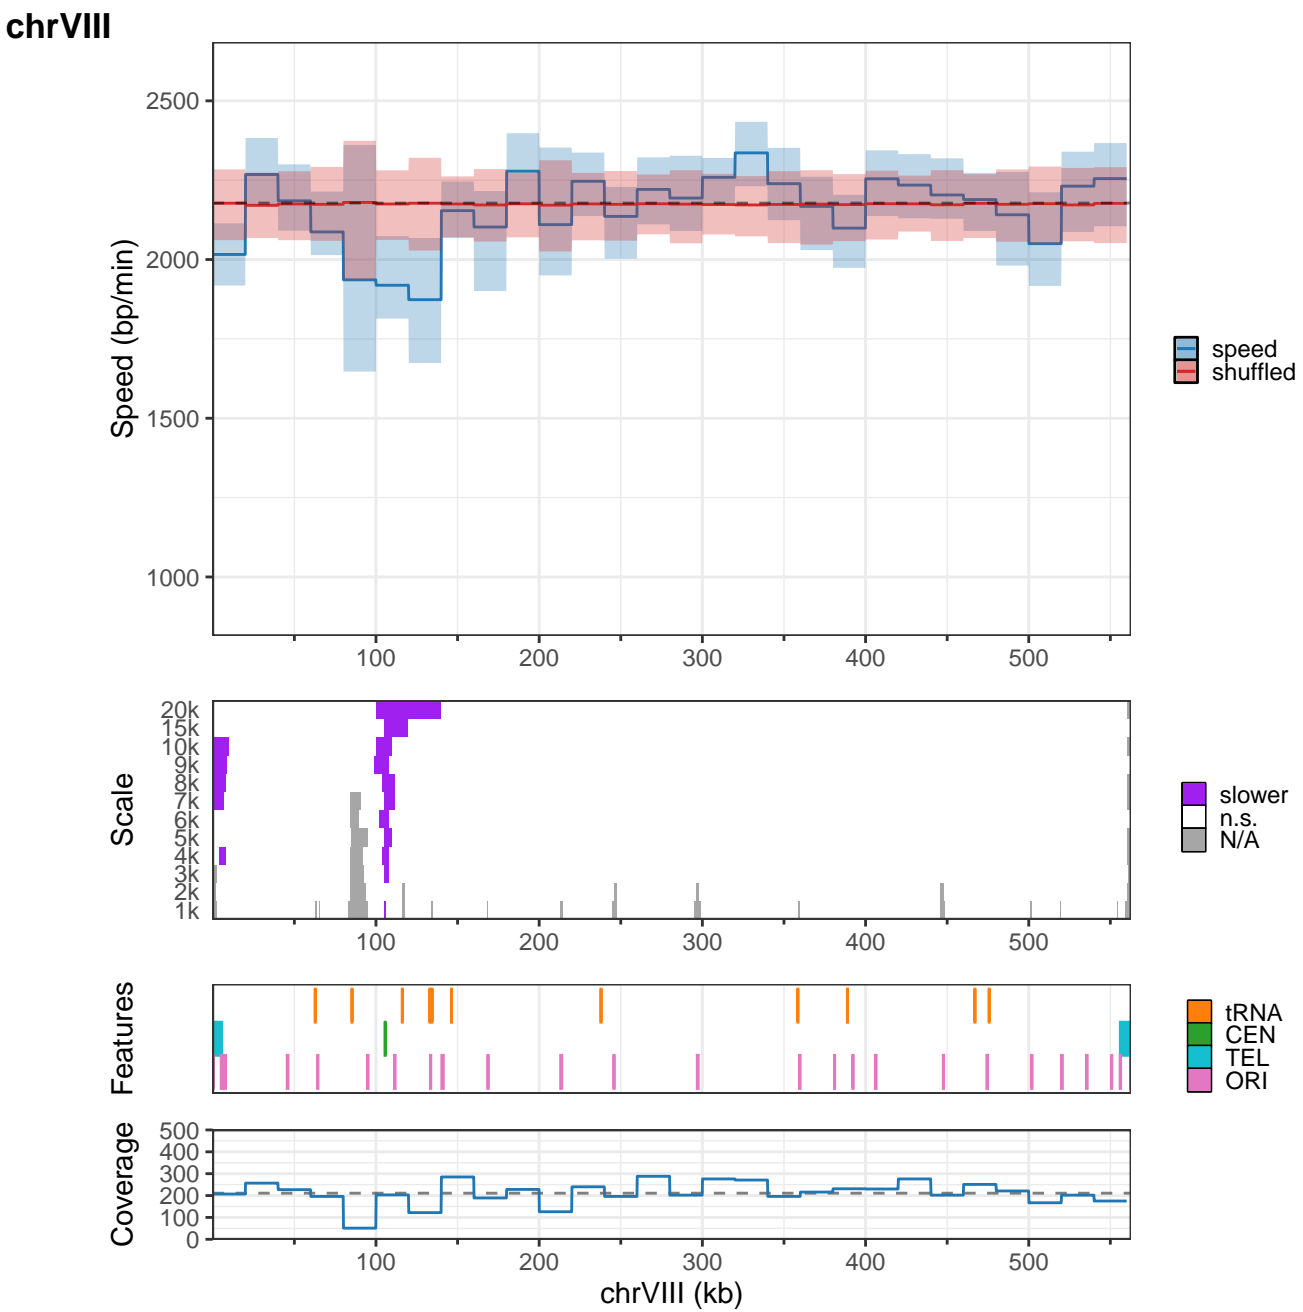 chrVIII
2500
2000
1500
1000
Speed (bp/min)
100 200 300 400 500
speed
shuffled
20k
15k
10k
9k
8k
7k
6k
5k
4k
3k
2k
1k
Scale
100 200 300 400 500
slower
n.s.
N/A
Features
tRNA
CEN
TEL
ORI
500
400
300
200
100
0
Coverage
100 200 300 400 500
chrVIII (kb)